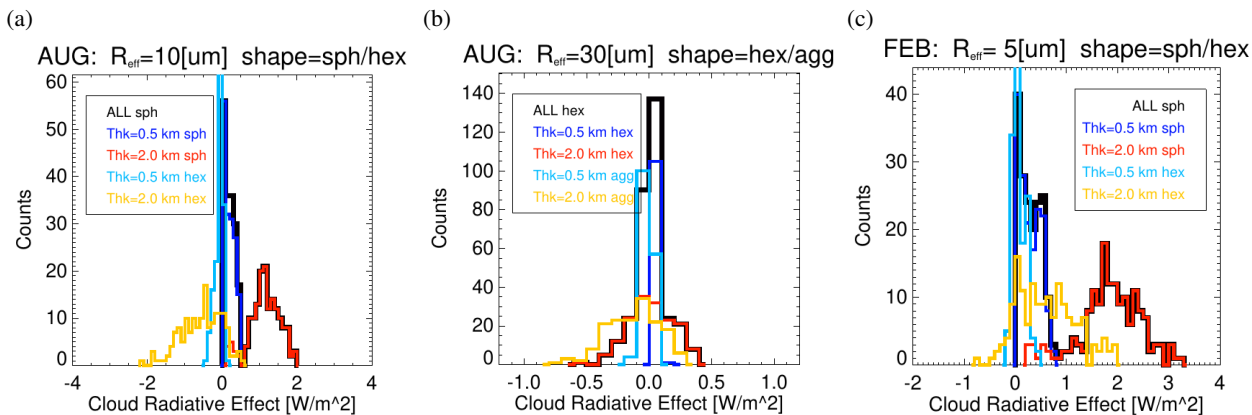 (a)
AUG: Reff=10[um] shape=sph/hex
60
50
40
30
20
10
0
Counts
ALL sph
Thk=0.5 km sph
Thk=2.0 km sph
Thk=0.5 km hex
Thk=2.0 km hex
-4 -2 0 2 4
Cloud Radiative Effect [W/m^2]
(b)
AUG: Reff=30[um] shape=hex/agg
140
120
100
80
60
40
20
0
Counts
ALL hex
Thk=0.5 km hex
Thk=2.0 km hex
Thk=0.5 km agg
Thk=2.0 km agg
-1.0 -0.5 0.0 0.5 1.0
Cloud Radiative Effect [W/m^2]
(c)
FEB: Reff= 5[um] shape=sph/hex
40
30
20
10
0
Counts
ALL sph
Thk=0.5 km sph
Thk=2.0 km sph
Thk=0.5 km hex
Thk=2.0 km hex
-2 -1 0 1 2 3 4
Cloud Radiative Effect [W/m^2]